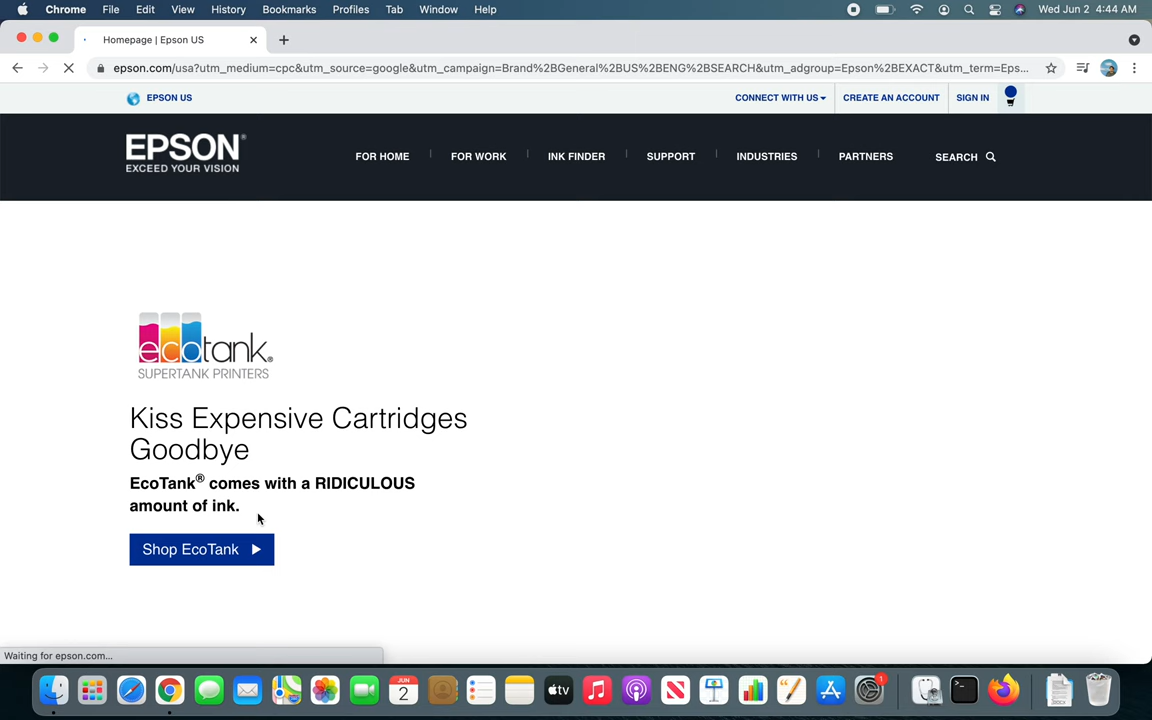 Chrome File Edit View History Bookmarks Profiles Tab Window Help Wed Jun 2 4:44 AM
Homepage | Epson US
epson.com/usa?utm_medium=cpc&utm_source=google&utm_campaign=Brand%2BGeneral%2BUS%2BENG%2BSEARCH&utm_adgroup=Epson%2BEXACT&utm_term=Eps...
EPSON US CONNECT WITH US CREATE AN ACCOUNT SIGN IN
EPSON®
EXCEED YOUR VISION
FOR HOME FOR WORK INK FINDER SUPPORT INDUSTRIES PARTNERS SEARCH
ecotank®
SUPERTANK PRINTERS
Kiss Expensive Cartridges
Goodbye
EcoTank® comes with a RIDICULOUS
amount of ink.
Shop EcoTank
Waiting for epson.com...
JUN
2
tv
1